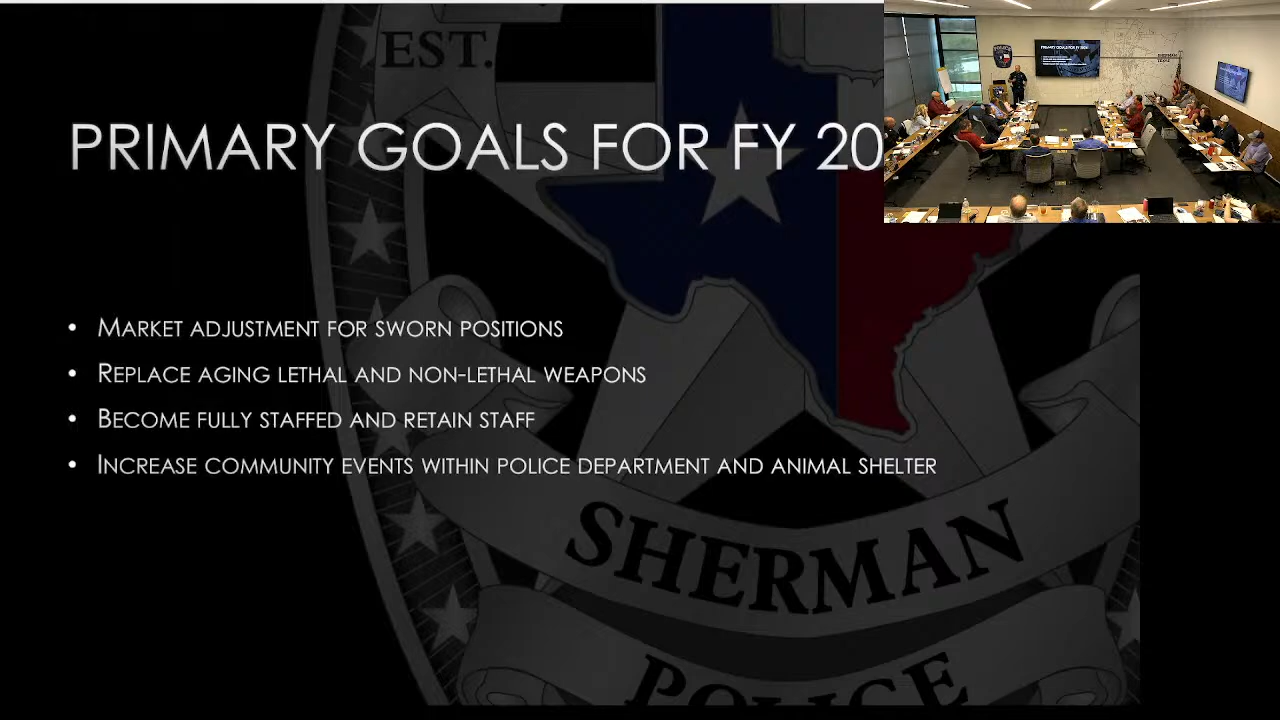 EST.
PRIMARY GOALS FOR FY 20
• MARKET ADJUSTMENT FOR SWORN POSITIONS
• REPLACE AGING LETHAL AND NON-LETHAL WEAPONS
• BECOME FULLY STAFFED AND RETAIN STAFF
• INCREASE COMMUNITY EVENTS WITHIN POLICE DEPARTMENT AND ANIMAL SHELTER
SHERMAN
POLICE